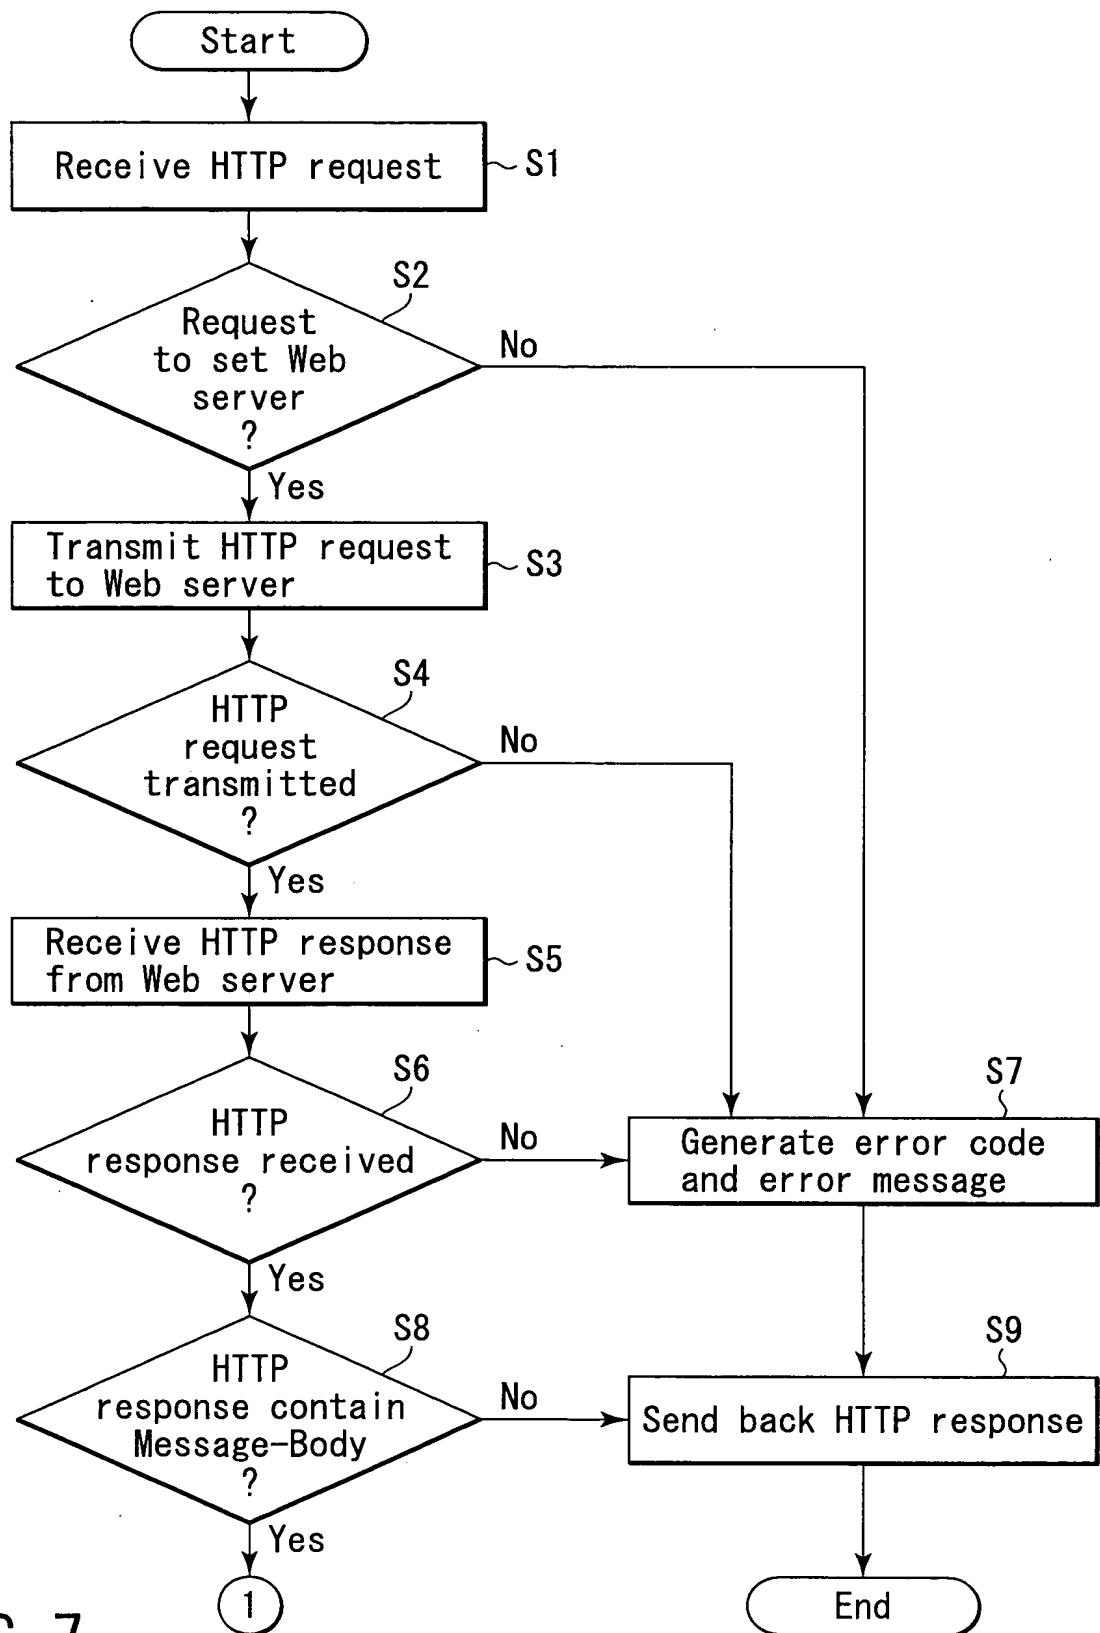 Start
Receive HTTP request
S1
S2
Request
to set Web
server
?
No
Yes
Transmit HTTP request
to Web server
S3
S4
HTTP
request
transmitted
?
No
Yes
Receive HTTP response
from Web server
S5
S6
HTTP
response received
?
No
Yes
S7
Generate error code
and error message
S8
HTTP
response contain
Message-Body
?
No
Yes
S9
Send back HTTP response
1
End
7